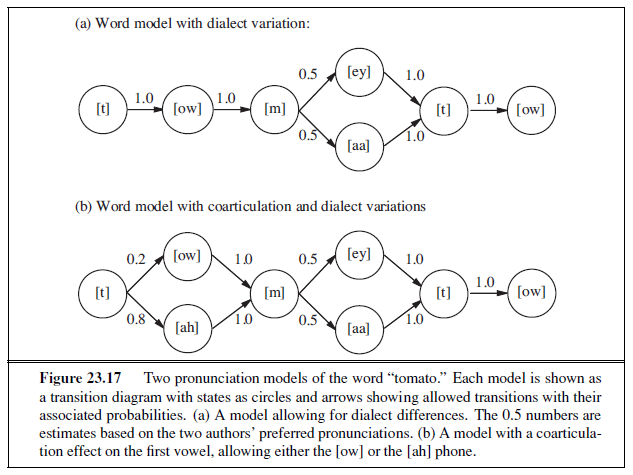 (a) Word model with dialect variation:
0.5 [ey] 1.0
[t] 1.0 [ow] 1.0 [m] [t] 1.0 [ow]
0.5 [aa] 1.0
(b) Word model with coarticulation and dialect variations
0.2 [ow] 1.0 0.5 [ey] 1.0
[t] [m] [t] 1.0 [ow]
0.8 [ah] 1.0 0.5 [aa] 1.0
Figure 23.17 Two pronunciation models of the word “tomato.” Each model is shown as
a transition diagram with states as circles and arrows showing allowed transitions with their
associated probabilities. (a) A model allowing for dialect differences. The 0.5 numbers are
estimates based on the two authors’ preferred pronunciations. (b) A model with a coarticula-
tion effect on the first vowel, allowing either the [ow] or the [ah] phone.